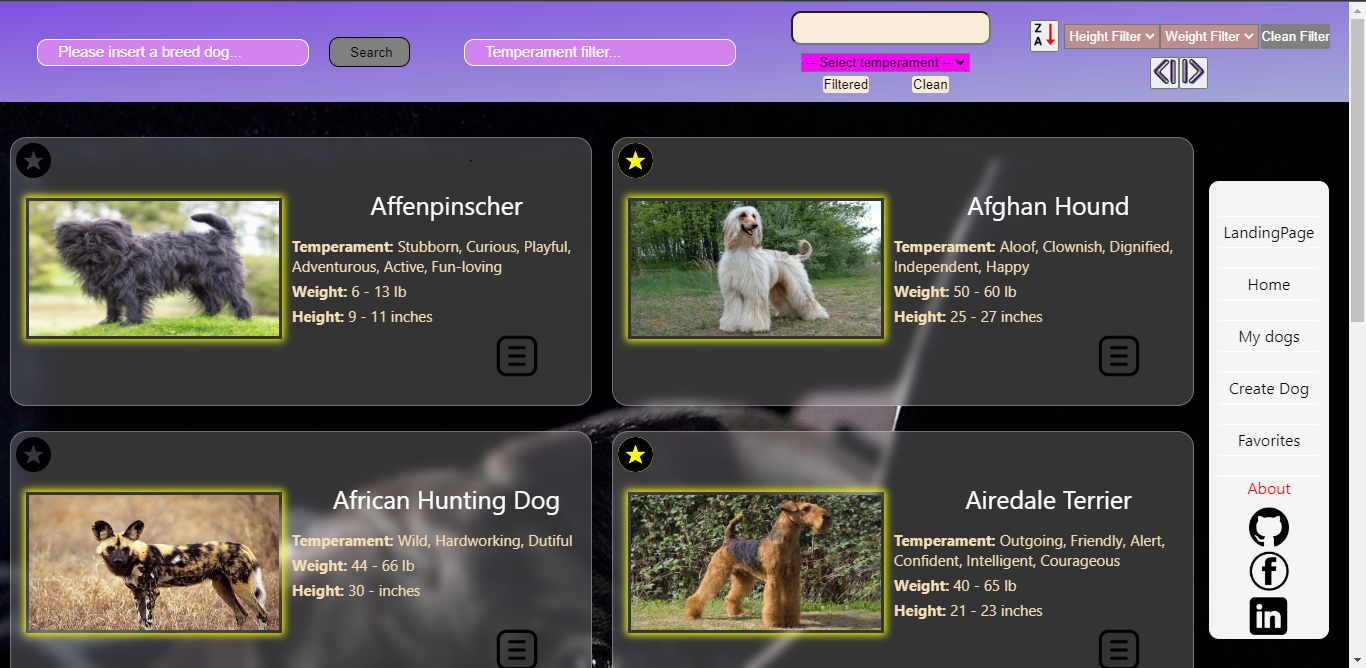 Please insert a breed dog...
Search
Temperament filter...
-- Select temperament --
Filtered
Clean
Z
A
Height Filter
Weight Filter
Clean Filter
Affenpinscher
Temperament: Stubborn, Curious, Playful,
Adventurous, Active, Fun-loving
Weight: 6 - 13 lb
Height: 9 - 11 inches
Afghan Hound
Temperament: Aloof, Clownish, Dignified,
Independent, Happy
Weight: 50 - 60 lb
Height: 25 - 27 inches
African Hunting Dog
Temperament: Wild, Hardworking, Dutiful
Weight: 44 - 66 lb
Height: 30 - inches
Airedale Terrier
Temperament: Outgoing, Friendly, Alert,
Confident, Intelligent, Courageous
Weight: 40 - 65 lb
Height: 21 - 23 inches
LandingPage
Home
My dogs
Create Dog
Favorites
About
f
in